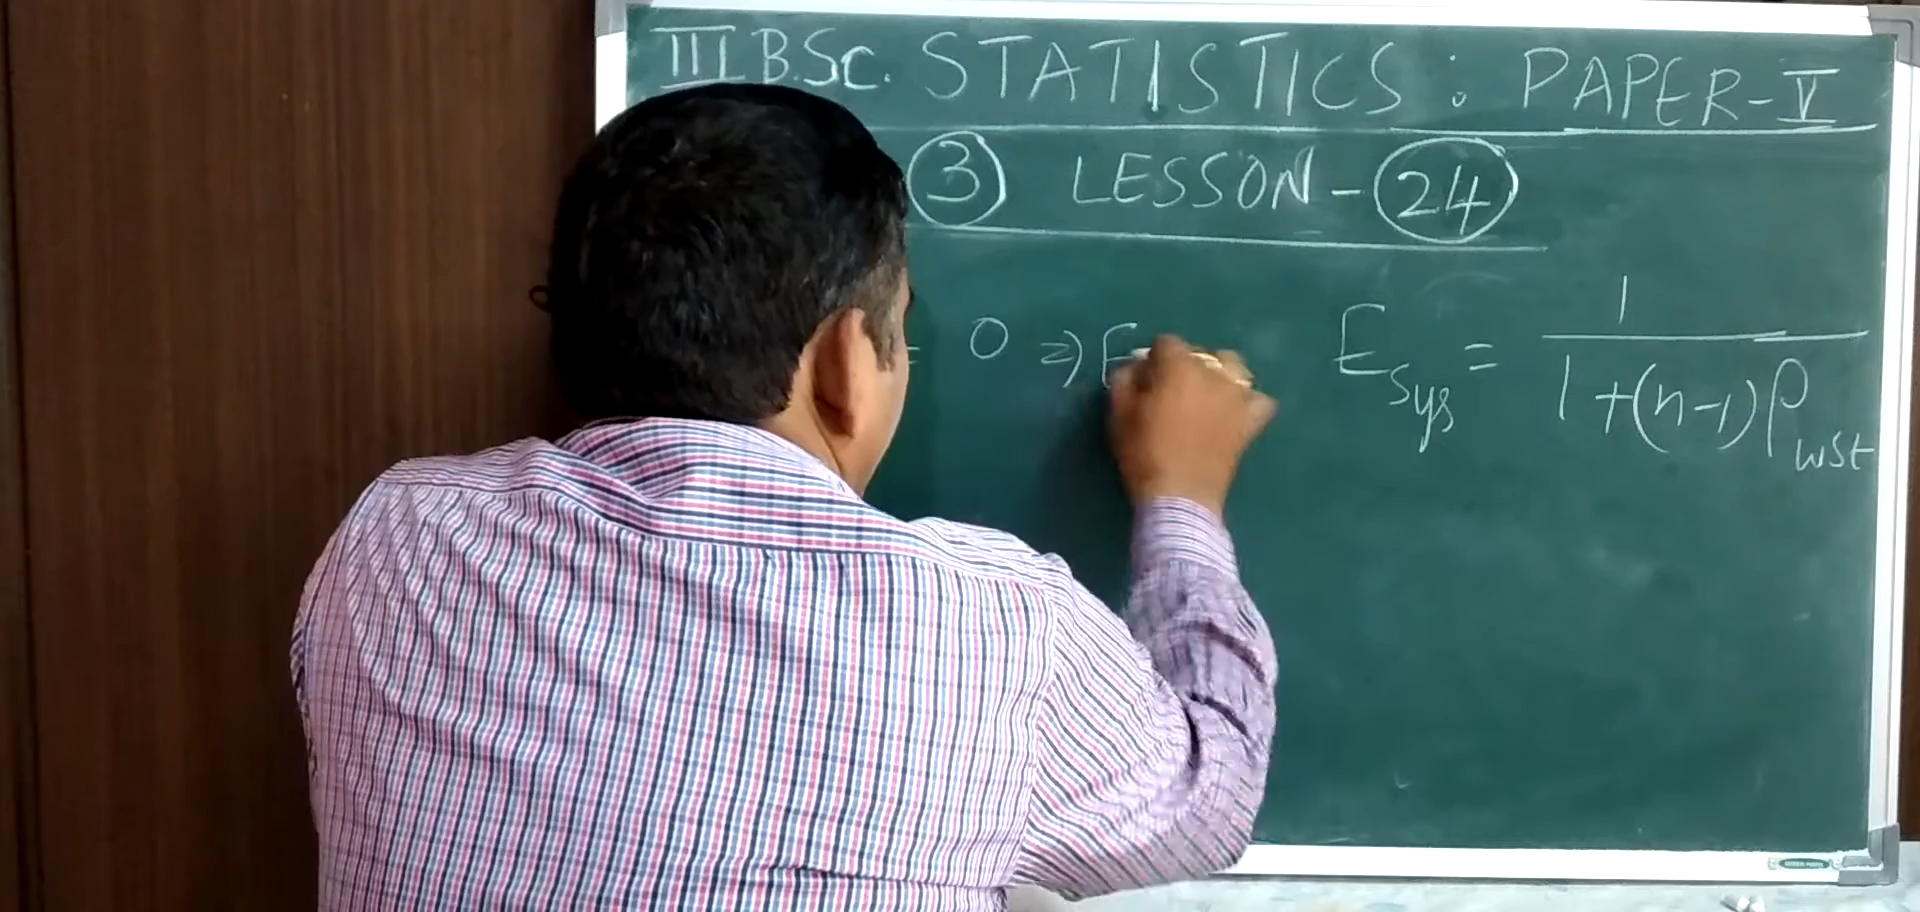 III B.Sc. STATISTICS : PAPER-V
3 LESSON - 24
= 0 ⇒ E
E_sys = 1 / 1+(n-1)ρ_wst